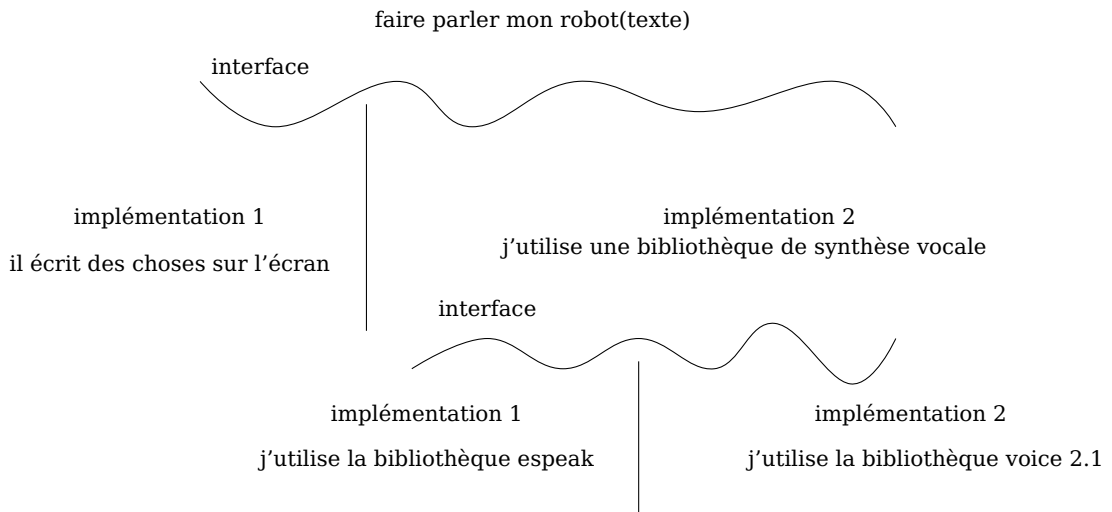 faire parler mon robot(texte)
interface
implémentation 1
il écrit des choses sur l’écran
implémentation 2
j’utilise une bibliothèque de synthèse vocale
interface
implémentation 1
j’utilise la bibliothèque espeak
implémentation 2
j’utilise la bibliothèque voice 2.1